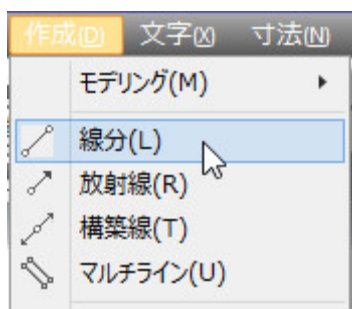 作成(D) 文字(X) 寸法(N)
モデリング(M)
線分(L)
放射線(R)
構築線(T)
マルチライン(U)